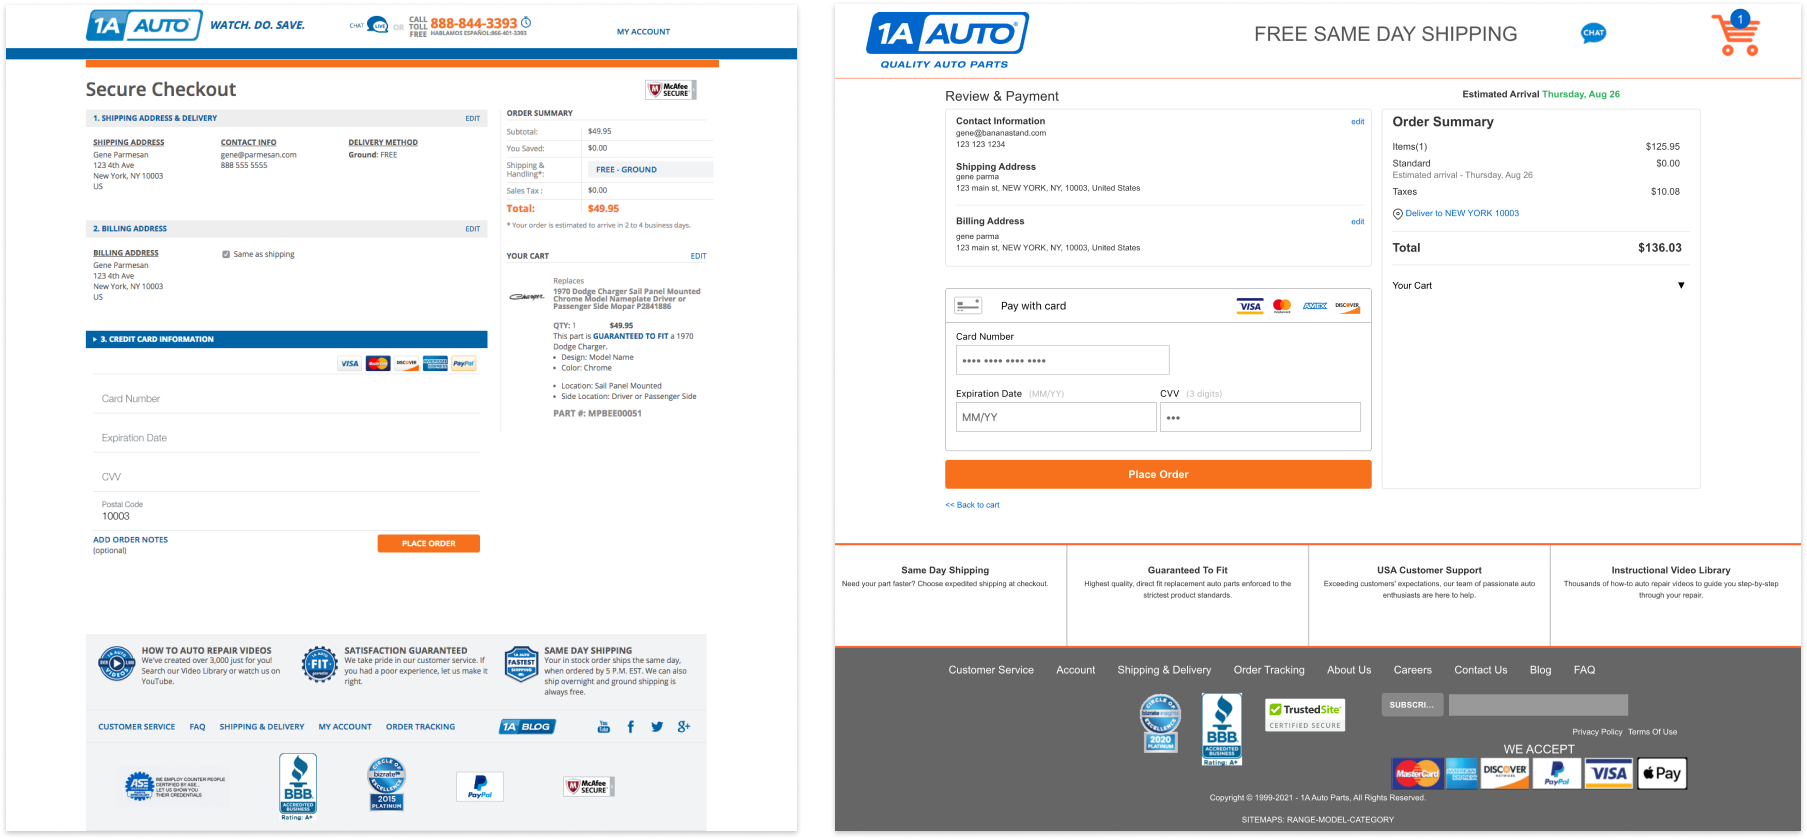 1A AUTO
WATCH. DO. SAVE.
CHAT LIVE
OR
CALL TOLL FREE
888-844-3393
HABLAMOS ESPAÑOL:866-401-3393
MY ACCOUNT
Secure Checkout
McAfee SECURE
1. SHIPPING ADDRESS & DELIVERY EDIT
SHIPPING ADDRESS
Gene Parmesan
123 4th Ave
New York, NY 10003
US
CONTACT INFO
gene@parmesan.com
888 555 5555
DELIVERY METHOD
Ground: FREE
2. BILLING ADDRESS EDIT
BILLING ADDRESS
Gene Parmesan
123 4th Ave
New York, NY 10003
US
Same as shipping
3. CREDIT CARD INFORMATION
VISA MasterCard DISCOVER AMERICAN EXPRESS PayPal
Card Number
Expiration Date
CVV
Postal Code
10003
ADD ORDER NOTES
(optional)
PLACE ORDER
ORDER SUMMARY
Subtotal: $49.95
You Saved: $0.00
Shipping &
Handling*:
FREE - GROUND
Sales Tax : $0.00
Total: $49.95
* Your order is estimated to arrive in 2 to 4 business days.
YOUR CART EDIT
Charger
Replaces
1970 Dodge Charger Sail Panel Mounted
Chrome Model Nameplate Driver or
Passenger Side Mopar P2841886
QTY: 1 $49.95
This part is GUARANTEED TO FIT a 1970
Dodge Charger.
• Design: Model Name
• Color: Chrome
• Location: Sail Panel Mounted
• Side Location: Driver or Passenger Side
PART #: MPBEE00051
HOW TO AUTO REPAIR VIDEOS
We've created over 3,000 just for you!
Search our Video Library or watch us on
YouTube.
FIT
SATISFACTION GUARANTEED
We take pride in our customer service. If
you had a poor experience, let us make it
right.
FASTEST
SAME DAY SHIPPING
Your in stock order ships the same day,
when ordered by 5 P.M. EST. We can also
ship overnight and ground shipping is
always free.
CUSTOMER SERVICE FAQ SHIPPING & DELIVERY MY ACCOUNT ORDER TRACKING
1A BLOG
You Tube f g+
ASE
WE EMPLOY COUNTER PEOPLE
CERTIFIED BY ASE...
LET US SHOW YOU
THEIR CREDENTIALS
BBB
ACCREDITED
BUSINESS
Rating: A+
CIRCLE OF EXCELLENCE
bizrate
2015
PLATINUM
PayPal
McAfee SECURE
1A AUTO
QUALITY AUTO PARTS
FREE SAME DAY SHIPPING
CHAT
1
Review & Payment
Contact Information edit
gene@bananastand.com
123 123 1234
Shipping Address
gene parma
123 main st, NEW YORK, NY, 10003, United States
Billing Address edit
gene parma
123 main st, NEW YORK, NY, 10003, United States
Pay with card
VISA mastercard AMEX DISCOVER
Card Number
•••• •••• •••• ••••
Expiration Date (MM/YY)
MM/YY
CVV (3 digits)
•••
Place Order
<< Back to cart
Estimated Arrival Thursday, Aug 26
Order Summary
Items(1) $125.95
Standard $0.00
Estimated arrival - Thursday, Aug 26
Taxes $10.08
Deliver to NEW YORK 10003
Total $136.03
Your Cart ▼
Same Day Shipping
Need your part faster? Choose expedited shipping at checkout.
Guaranteed To Fit
Highest quality, direct fit replacement auto parts enforced to the
strictest product standards.
USA Customer Support
Exceeding customers' expectations, our team of passionate auto
enthusiasts are here to help.
Instructional Video Library
Thousands of how-to auto repair videos to guide you step-by-step
through your repair.
Customer Service Account Shipping & Delivery Order Tracking About Us Careers Contact Us Blog FAQ
CIRCLE OF EXCELLENCE
2020
PLATINUM
BBB
ACCREDITED
BUSINESS
Rating: A+
TrustedSite
CERTIFIED SECURE
SUBSCRI...
Privacy Policy Terms Of Use
WE ACCEPT
MasterCard AMERICAN EXPRESS DISCOVER NETWORK PayPal VISA Pay
Copyright © 1999-2021 - 1A Auto Parts, All Rights Reserved.
SITEMAPS: RANGE-MODEL-CATEGORY